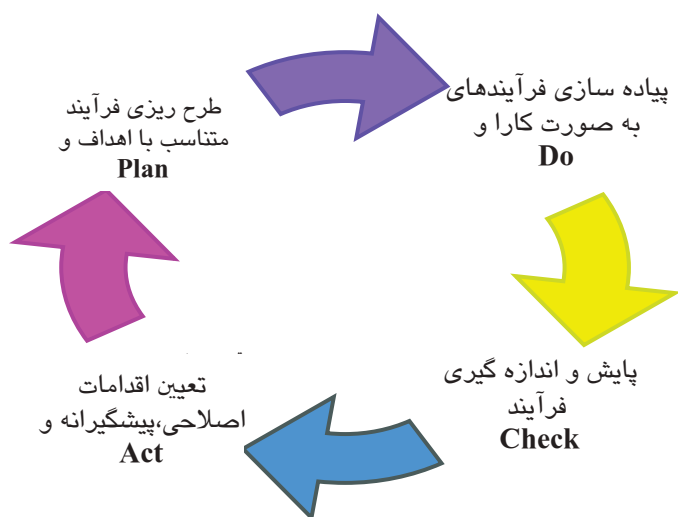 طرح ریزی فرآیند
متناسب با اهداف و
Plan
پیاده سازی فرآیندهای
به صورت کارا و
Do
پایش و اندازه گیری
فرآیند
Check
تعیین اقدامات
اصلاحی،پیشگیرانه و
Act